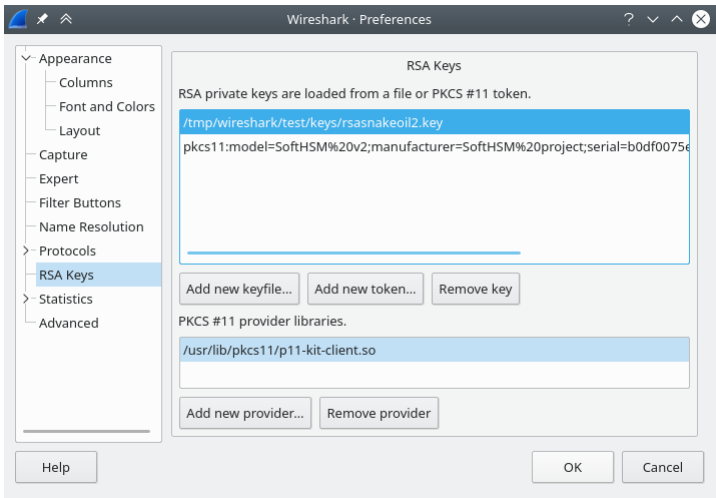 Wireshark · Preferences
Appearance
Columns
Font and Colors
Layout
Capture
Expert
Filter Buttons
Name Resolution
Protocols
RSA Keys
Statistics
Advanced
RSA Keys
RSA private keys are loaded from a file or PKCS #11 token.
/tmp/wireshark/test/keys/rsasnakeoil2.key
pkcs11:model=SoftHSM%20v2;manufacturer=SoftHSM%20project;serial=b0df0075e
Add new keyfile... Add new token... Remove key
PKCS #11 provider libraries.
/usr/lib/pkcs11/p11-kit-client.so
Add new provider... Remove provider
Help OK Cancel